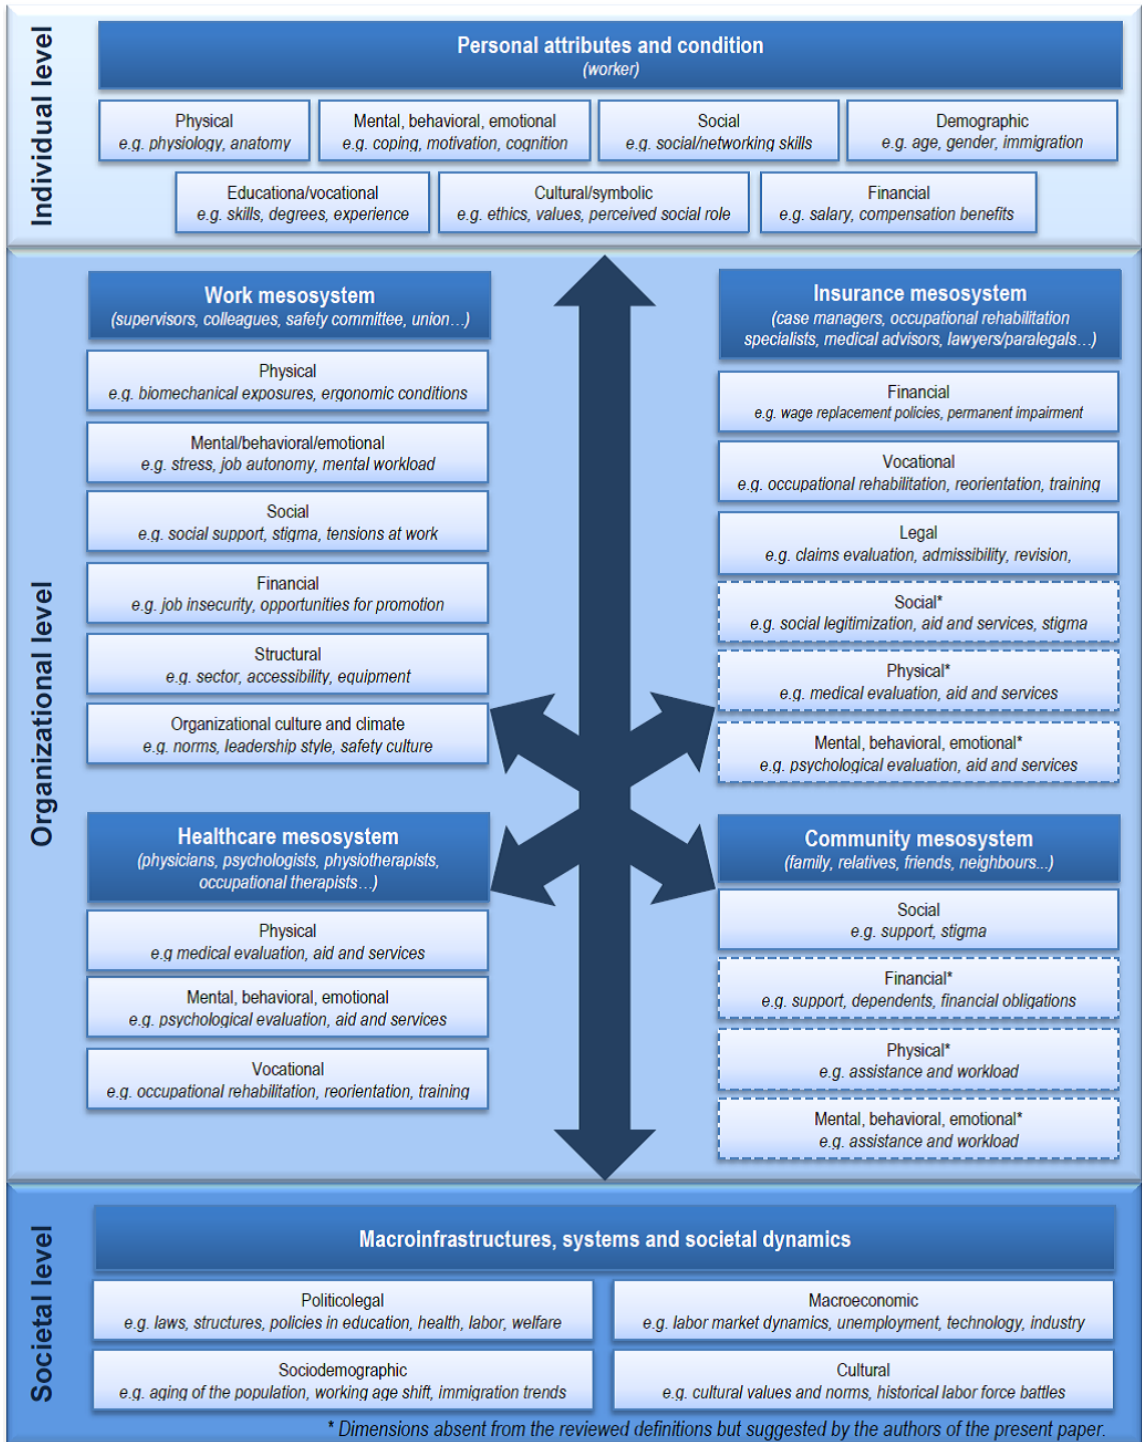 Individual level
Personal attributes and condition
(worker)
Physical
e.g. physiology, anatomy
Mental, behavioral, emotional
e.g. coping, motivation, cognition
Social
e.g. social/networking skills
Demographic
e.g. age, gender, immigration
Educationa/vocational
e.g. skills, degrees, experience
Cultural/symbolic
e.g. ethics, values, perceived social role
Financial
e.g. salary, compensation benefits
Organizational level
Work mesosystem
(supervisors, colleagues, safety committee, union…)
Physical
e.g. biomechanical exposures, ergonomic conditions
Mental/behavioral/emotional
e.g. stress, job autonomy, mental workload
Social
e.g. social support, stigma, tensions at work
Financial
e.g. job insecurity, opportunities for promotion
Structural
e.g. sector, accessibility, equipment
Organizational culture and climate
e.g. norms, leadership style, safety culture
Insurance mesosystem
(case managers, occupational rehabilitation
specialists, medical advisors, lawyers/paralegals…)
Financial
e.g. wage replacement policies, permanent impairment
Vocational
e.g. occupational rehabilitation, reorientation, training
Legal
e.g. claims evaluation, admissibility, revision,
Social*
e.g. social legitimization, aid and services, stigma
Physical*
e.g. medical evaluation, aid and services
Mental, behavioral, emotional*
e.g. psychological evaluation, aid and services
Healthcare mesosystem
(physicians, psychologists, physiotherapists,
occupational therapists…)
Physical
e.g medical evaluation, aid and services
Mental, behavioral, emotional
e.g. psychological evaluation, aid and services
Vocational
e.g. occupational rehabilitation, reorientation, training
Community mesosystem
(family, relatives, friends, neighbours...)
Social
e.g. support, stigma
Financial*
e.g. support, dependents, financial obligations
Physical*
e.g. assistance and workload
Mental, behavioral, emotional*
e.g. assistance and workload
Societal level
Macroinfrastructures, systems and societal dynamics
Politicolegal
e.g. laws, structures, policies in education, health, labor, welfare
Macroeconomic
e.g. labor market dynamics, unemployment, technology, industry
Sociodemographic
e.g. aging of the population, working age shift, immigration trends
Cultural
e.g. cultural values and norms, historical labor force battles
* Dimensions absent from the reviewed definitions but suggested by the authors of the present paper.